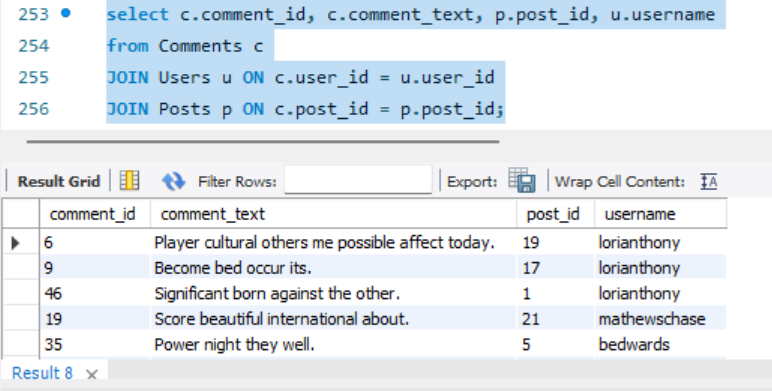 253 select c.comment_id, c.comment_text, p.post_id, u.username
254 from Comments c
255 JOIN Users u ON c.user_id = u.user_id
256 JOIN Posts p ON c.post_id = p.post_id;
Result Grid Filter Rows: Export: Wrap Cell Content: IA
comment_id comment_text post_id username
6 Player cultural others me possible affect today. 19 lorianthony
9 Become bed occur its. 17 lorianthony
46 Significant born against the other. 1 lorianthony
19 Score beautiful international about. 21 mathewschase
35 Power night they well. 5 bedwards
Result 8 ×